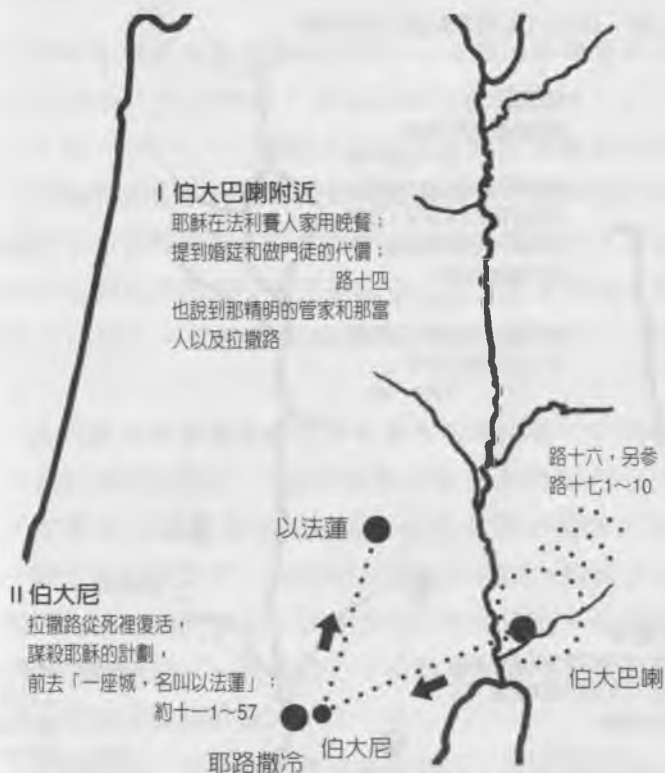 I 伯大巴喇附近
耶穌在法利賽人家用晚餐；
提到婚筵和做門徒的代價；
路十四
也說到那精明的管家和那富
人以及拉撒路
路十六，另參
路十七1～10
以法蓮
II 伯大尼
拉撒路從死裡復活，
謀殺耶穌的計劃，
前去「一座城，名叫以法蓮」；
約十一1～57
伯大巴喇
伯大尼
耶路撒冷